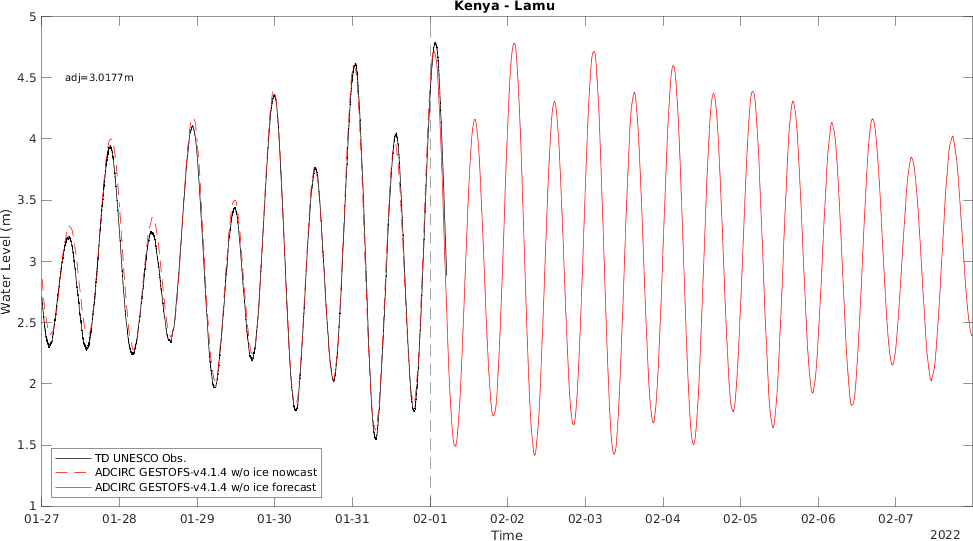 Kenya - Lamu
5
4.5
4
3.5
3
2.5
2
1.5
1
Water Level (m)
adj=3.0177m
TD UNESCO Obs.
ADCIRC GESTOFS-v4.1.4 w/o ice nowcast
ADCIRC GESTOFS-v4.1.4 w/o ice forecast
01-27 01-28 01-29 01-30 01-31 02-01 02-02 02-03 02-04 02-05 02-06 02-07
Time
2022